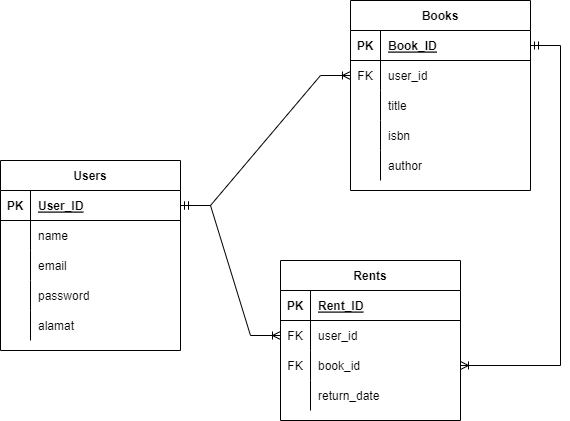 Books
PK Book_ID
FK user_id
title
isbn
author
Users
PK User_ID
name
email
password
alamat
Rents
PK Rent_ID
FK user_id
FK book_id
return_date